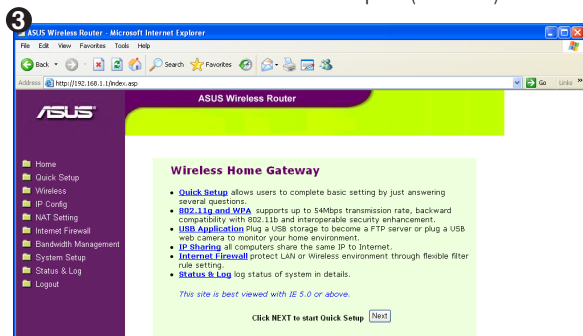 3
ASUS Wireless Router - Microsoft Internet Explorer
File Edit View Favorites Tools Help
Back Search Favorites
Address http://192.168.1.1/index.asp Go Links »
ASUS
ASUS Wireless Router
Home
Quick Setup
Wireless
IP Config
NAT Setting
Internet Firewall
Bandwidth Management
System Setup
Status & Log
Logout
Wireless Home Gateway
• Quick Setup allows users to complete basic setting by just answering
several questions.
• 802.11g and WPA supports up to 54Mbps transmission rate, backward
compatibility with 802.11b and interoperable security enhancement.
• USB Application Plug a USB storage to become a FTP server or plug a USB
web camera to monitor your home environment.
• IP Sharing all computers share the same IP to Internet.
• Internet Firewall protect LAN or Wireless environment through flexible filter
rule setting.
• Status & Log log status of system in details.
This site is best viewed with IE 5.0 or above.
Click NEXT to start Quick Setup Next